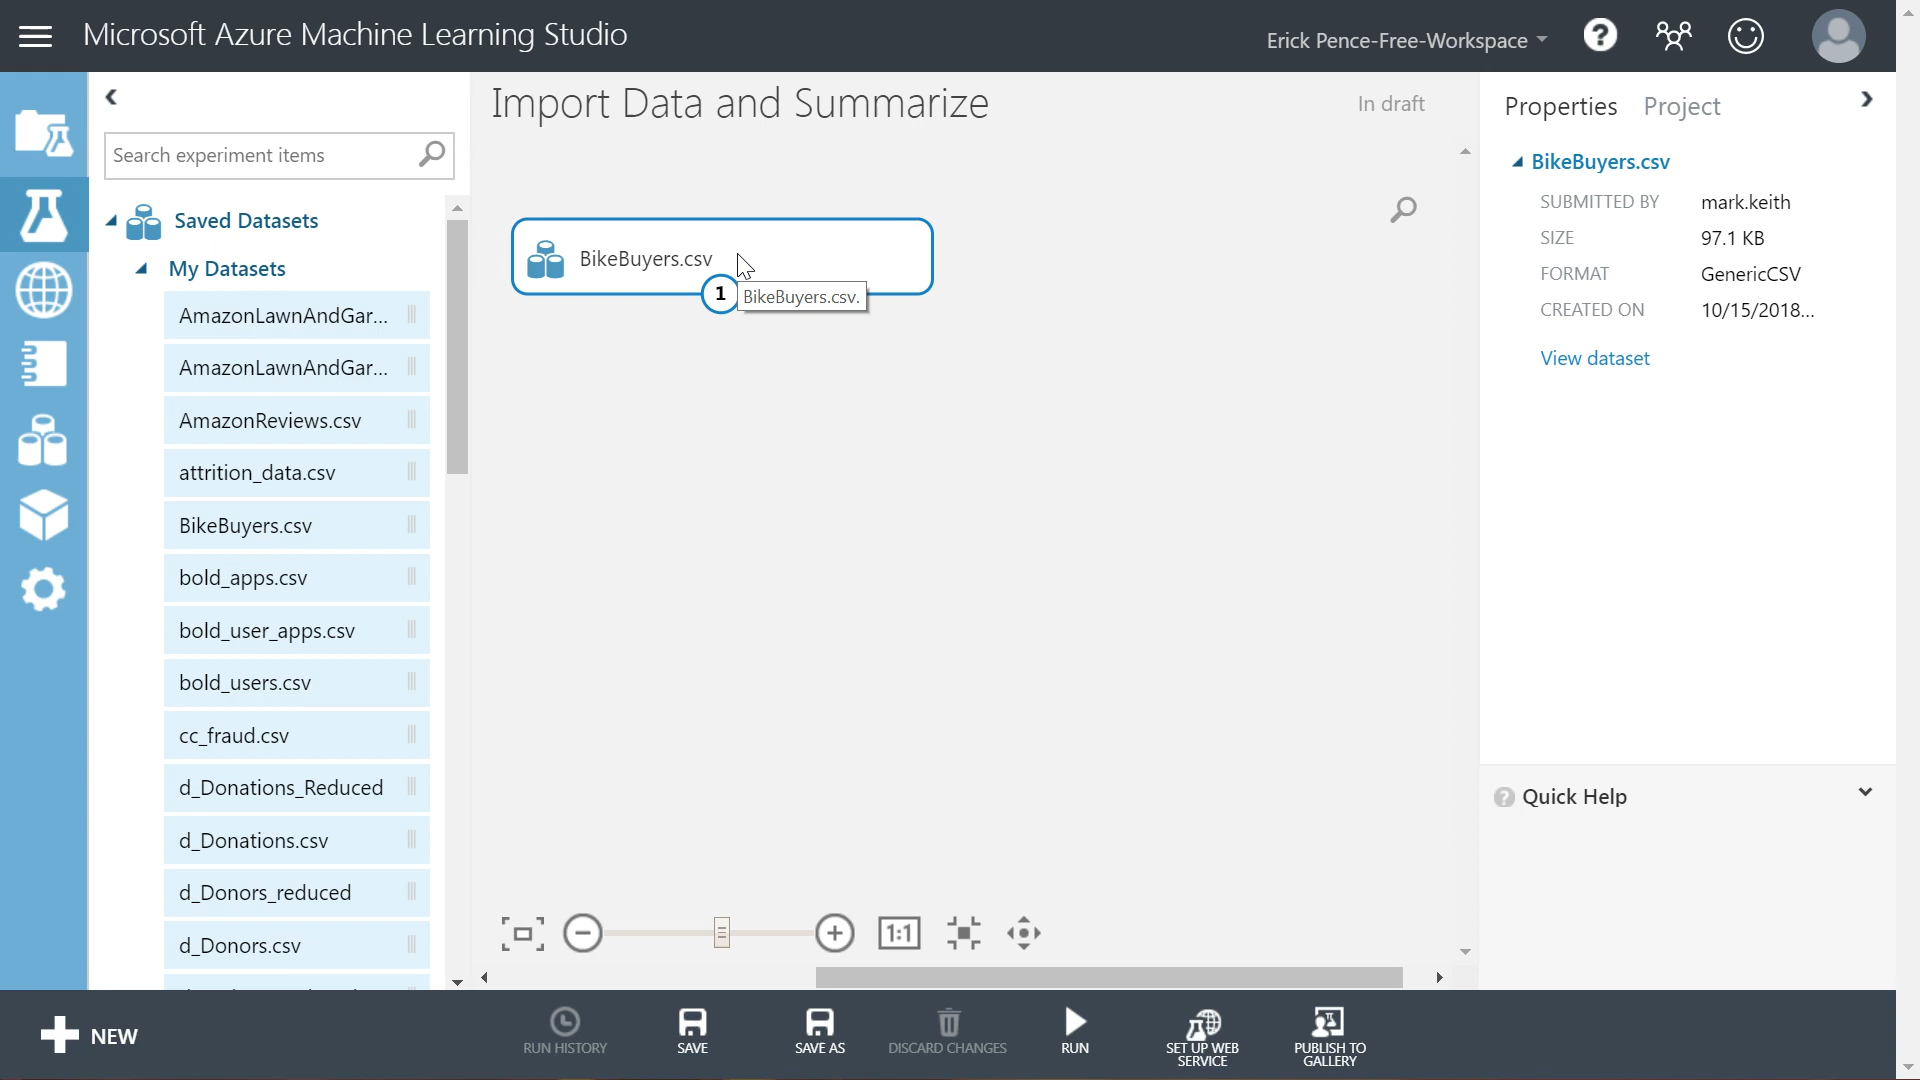 Microsoft Azure Machine Learning Studio
Erick Pence-Free-Workspace
?
Search experiment items
Saved Datasets
My Datasets
AmazonLawnAndGar...
AmazonLawnAndGar...
AmazonReviews.csv
attrition_data.csv
BikeBuyers.csv
bold_apps.csv
bold_user_apps.csv
bold_users.csv
cc_fraud.csv
d_Donations_Reduced
d_Donations.csv
d_Donors_reduced
d_Donors.csv
Import Data and Summarize
In draft
BikeBuyers.csv
1
BikeBuyers.csv.
1:1
Properties
Project
BikeBuyers.csv
SUBMITTED BY mark.keith
SIZE 97.1 KB
FORMAT GenericCSV
CREATED ON 10/15/2018...
View dataset
? Quick Help
NEW
RUN HISTORY
SAVE
SAVE AS
DISCARD CHANGES
RUN
SET UP WEB
SERVICE
PUBLISH TO
GALLERY